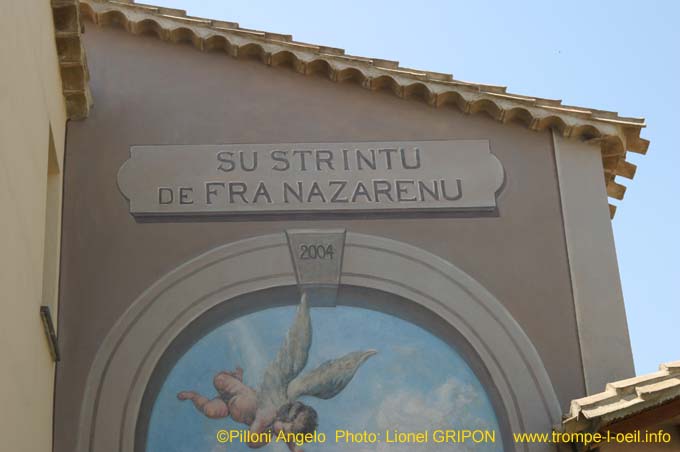 SU STRINTU
DE FRA NAZARENU
2004
©Pilloni Angelo Photo: Lionel GRIPON www.trompe-l-oeil.info